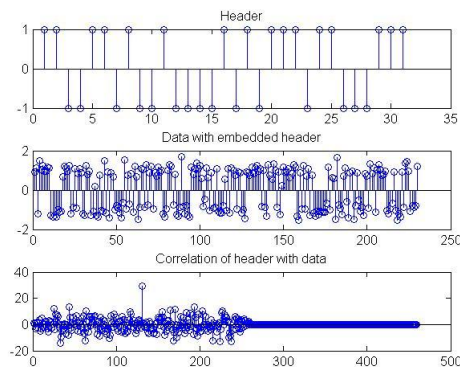 Header
1
0
-1
0 5 10 15 20 25 30 35
Data with embedded header
2
0
-2
0 50 100 150 200 250
Correlation of header with data
40
20
0
-20
0 100 200 300 400 500